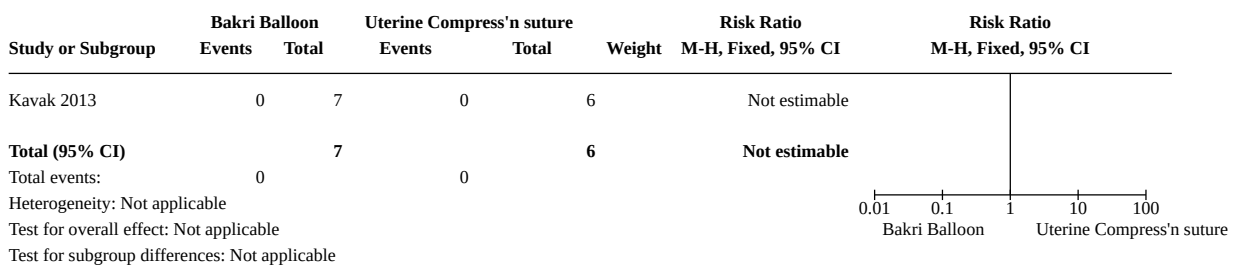 Bakri Balloon Uterine Compress'n suture Risk Ratio Risk Ratio
Study or Subgroup Events Total Events Total Weight M-H, Fixed, 95% CI M-H, Fixed, 95% CI
Kavak 2013 0 7 0 6 Not estimable
Total (95% CI) 7 6 Not estimable
Total events: 0 0
Heterogeneity: Not applicable
0.01 0.1 1 10 100
Test for overall effect: Not applicable
Bakri Balloon Uterine Compress'n suture
Test for subgroup differences: Not applicable